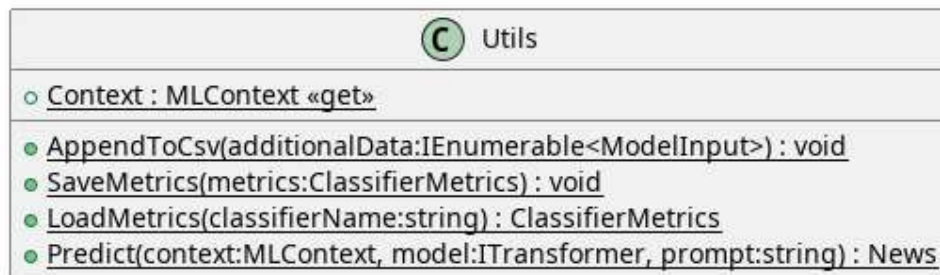 C Utils
Context : MLContext «get»
AppendToCsv(additionalData:IEnumerable<ModelInput>) : void
SaveMetrics(metrics:ClassifierMetrics) : void
LoadMetrics(classifierName:string) : ClassifierMetrics
Predict(context:MLContext, model:ITransformer, prompt:string) : News